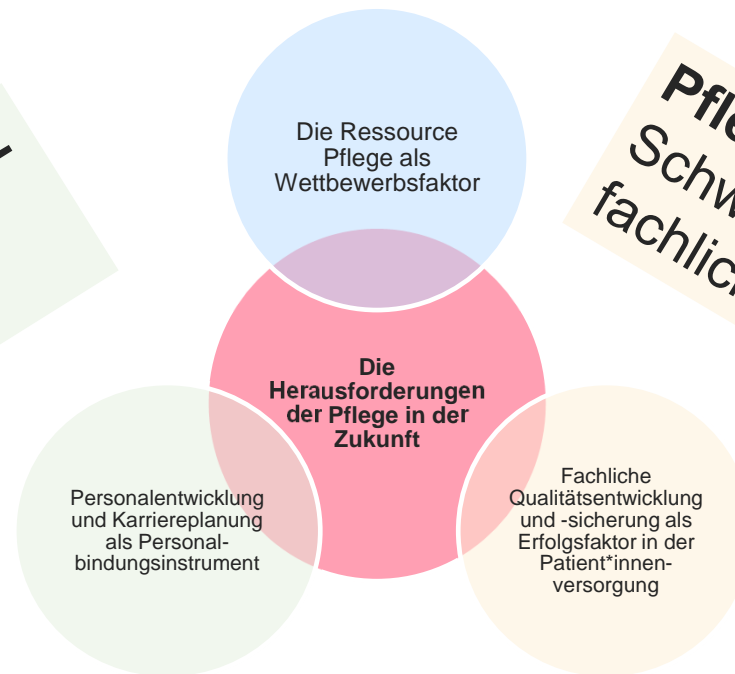 Die Ressource
Pflege als
Wettbewerbsfaktor
Die
Herausforderungen
der Pflege in der
Zukunft
Personalentwicklung
und Karriereplanung
als Personal-
bindungsinstrument
Fachliche
Qualitätsentwicklung
und -sicherung als
Erfolgsfaktor in der
Patient*innen-
versorgung